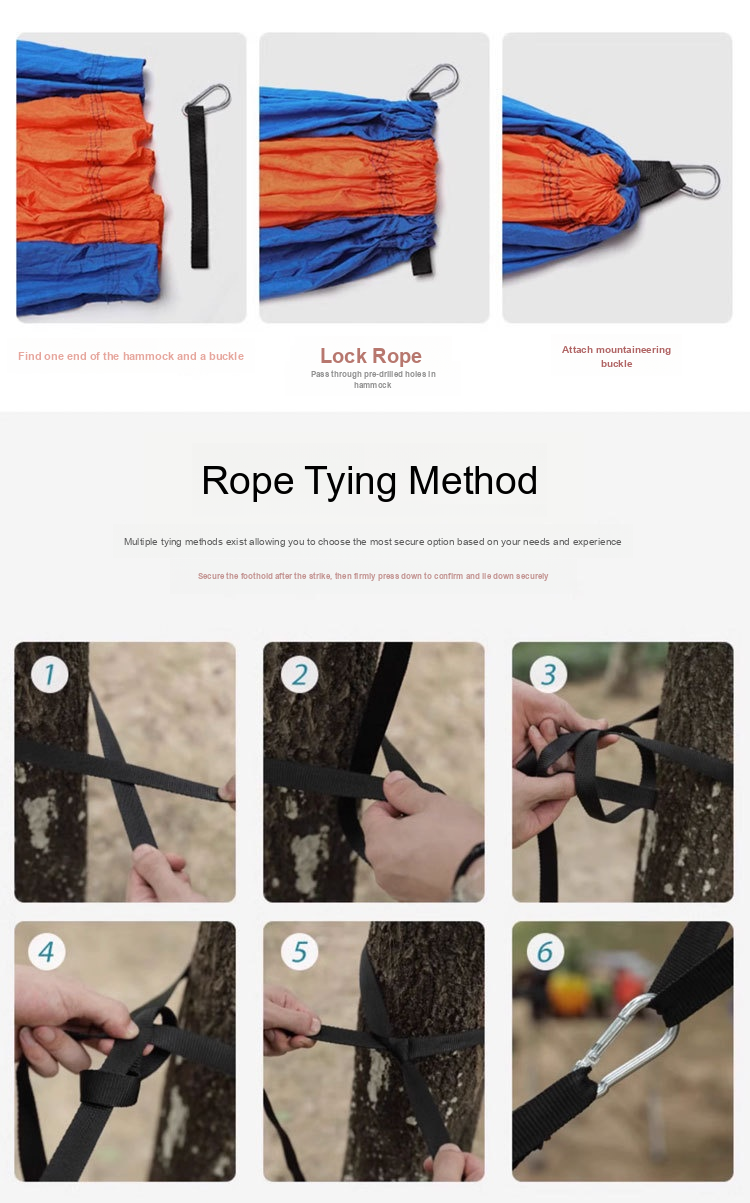 Find one end of the hammock and a buckle
Lock Rope
Pass through pre-drilled holes in
hammock
Attach mountaineering
buckle
Rope Tying Method
Multiple tying methods exist allowing you to choose the most secure option based on your needs and experience
Secure the foothold after the strike, then firmly press down to confirm and lie down securely
1
2
3
4
5
6